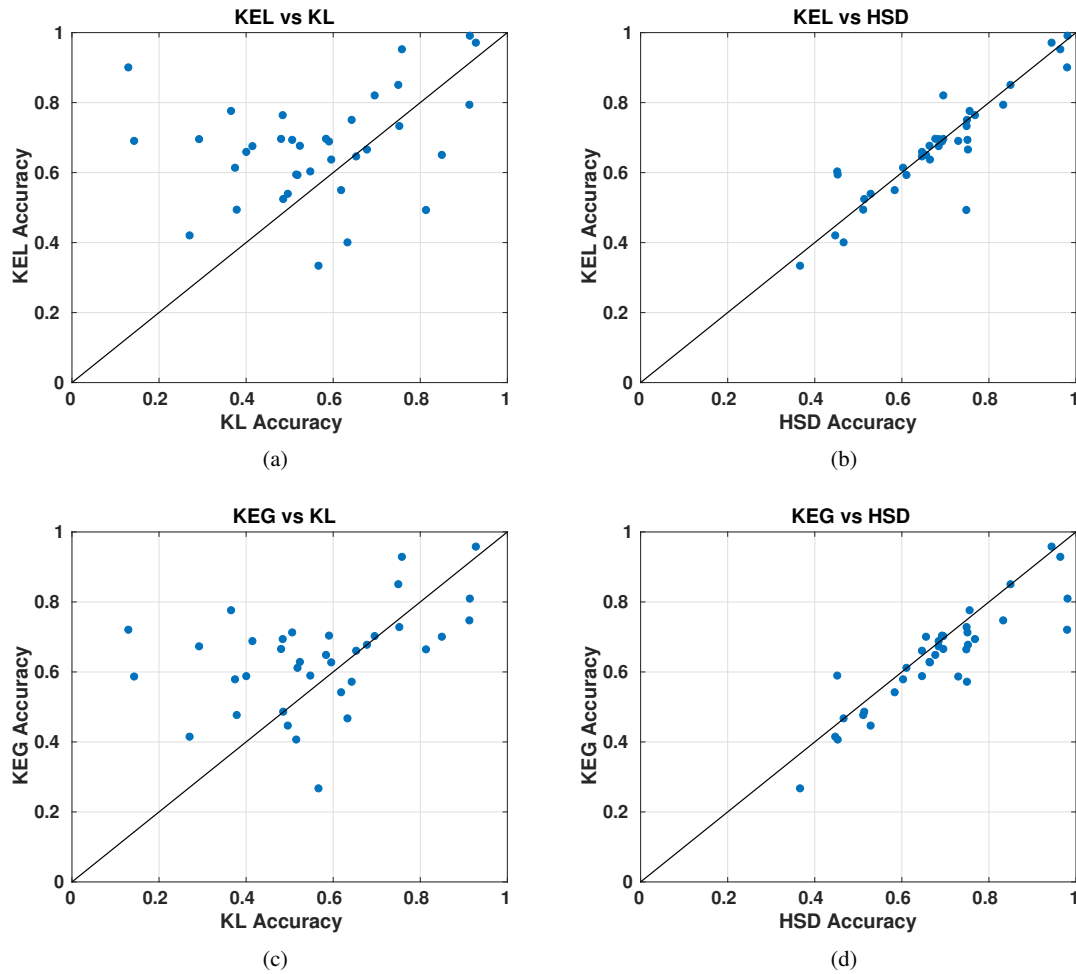 KEL vs KL
1
0.8
0.6
0.4
0.2
0
KEL Accuracy
0 0.2 0.4 0.6 0.8 1
KL Accuracy
(a)
KEL vs HSD
1
0.8
0.6
0.4
0.2
0
KEL Accuracy
0 0.2 0.4 0.6 0.8 1
HSD Accuracy
(b)
KEG vs KL
1
0.8
0.6
0.4
0.2
0
KEG Accuracy
0 0.2 0.4 0.6 0.8 1
KL Accuracy
(c)
KEG vs HSD
1
0.8
0.6
0.4
0.2
0
KEG Accuracy
0 0.2 0.4 0.6 0.8 1
HSD Accuracy
(d)